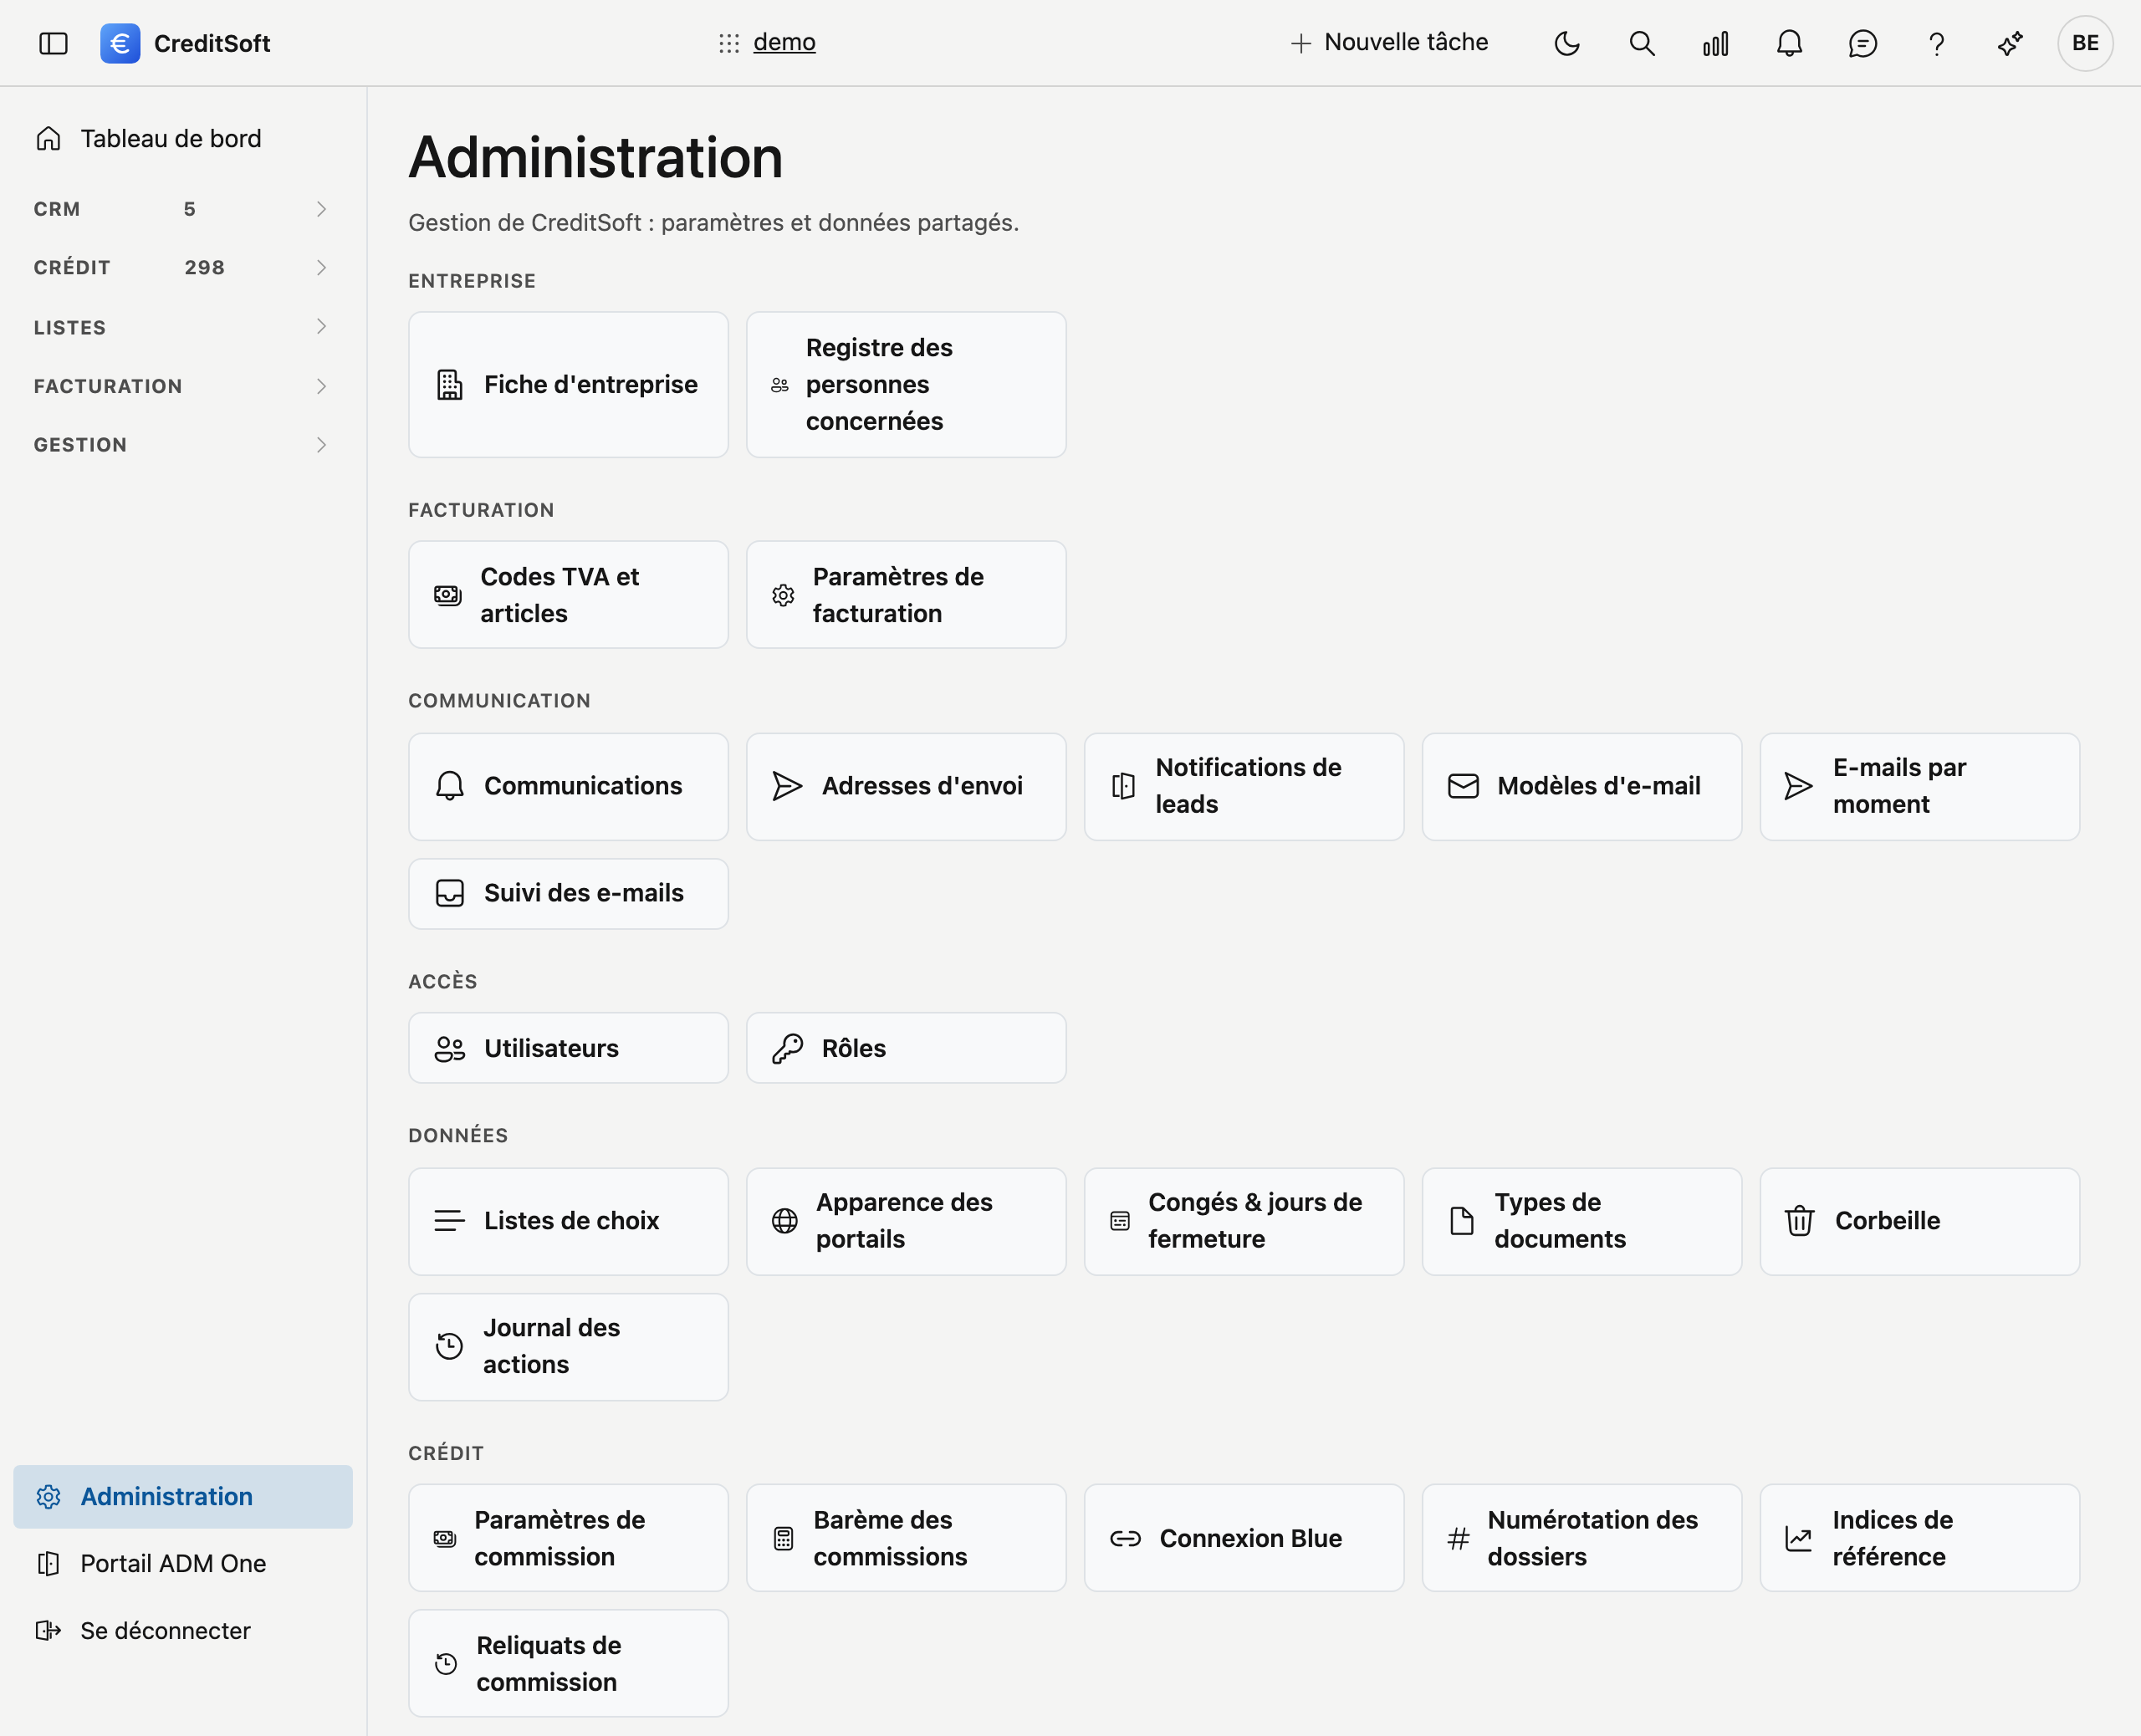 CreditSoft
demo
Nouvelle tâche
BE
Tableau de bord
CRM 5
CRÉDIT 298
LISTES
FACTURATION
GESTION
Administration
Portail ADM One
Se déconnecter
Administration
Gestion de CreditSoft : paramètres et données partagés.
ENTREPRISE
Fiche d'entreprise
Registre des
personnes
concernées
FACTURATION
Codes TVA et
articles
Paramètres de
facturation
COMMUNICATION
Communications
Adresses d'envoi
Notifications de
leads
Modèles d'e-mail
E-mails par
moment
Suivi des e-mails
ACCÈS
Utilisateurs
Rôles
DONNÉES
Listes de choix
Apparence des
portails
Congés & jours de
fermeture
Types de
documents
Corbeille
Journal des
actions
CRÉDIT
Paramètres de
commission
Barème des
commissions
Connexion Blue
Numérotation des
dossiers
Indices de
référence
Reliquats de
commission